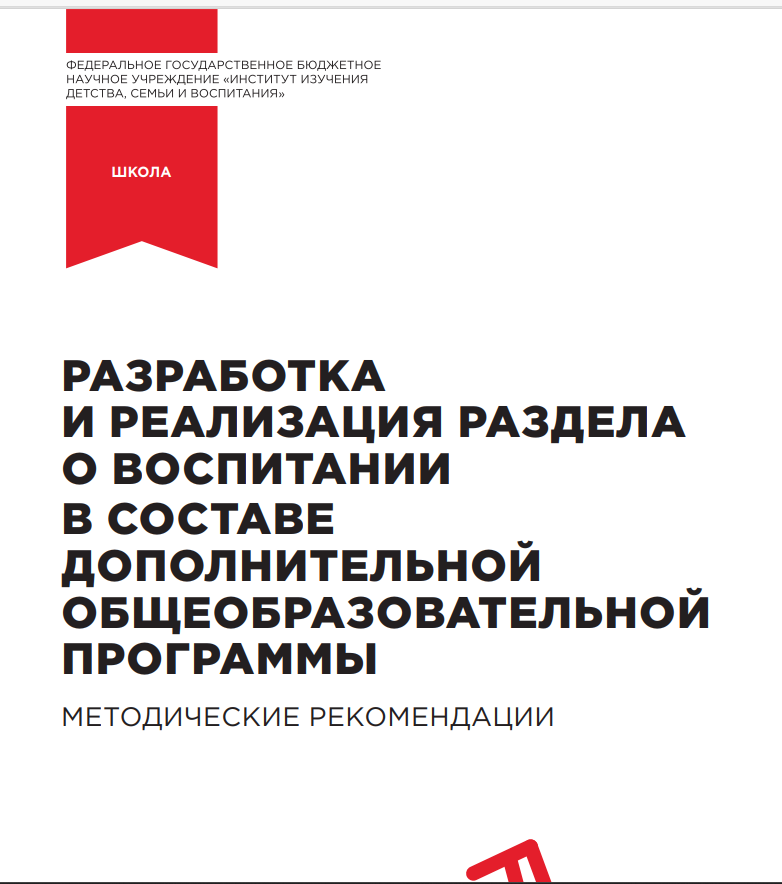 ФЕДЕРАЛЬНОЕ ГОСУДАРСТВЕННОЕ БЮДЖЕТНОЕ
НАУЧНОЕ УЧРЕЖДЕНИЕ «ИНСТИТУТ ИЗУЧЕНИЯ
ДЕТСТВА, СЕМЬИ И ВОСПИТАНИЯ»
ШКОЛА
РАЗРАБОТКА
И РЕАЛИЗАЦИЯ РАЗДЕЛА
О ВОСПИТАНИИ
В СОСТАВЕ
ДОПОЛНИТЕЛЬНОЙ
ОБЩЕОБРАЗОВАТЕЛЬНОЙ
ПРОГРАММЫ
МЕТОДИЧЕСКИЕ РЕКОМЕНДАЦИИ